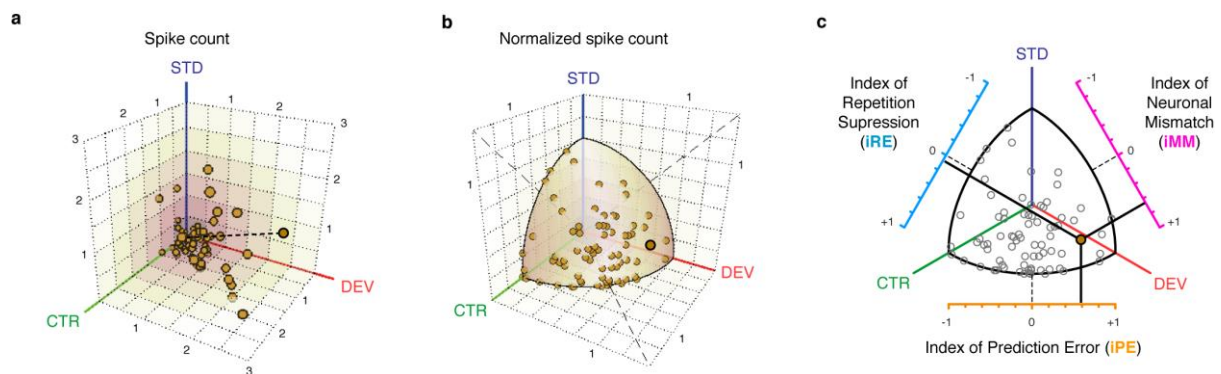 a
Spike count
STD
1
2
3
3
2
1
2
1
1
2
3
1
2
3
CTR
DEV
b
Normalized spike count
STD
1
1
1
1
1
1
CTR
DEV
c
STD
-1
-1
Index of
Repetition
Supression
(iRE)
Index of
Neuronal
Mismatch
(iMM)
0
0
+1
+1
CTR
DEV
-1
0
+1
Index of Prediction Error (iPE)